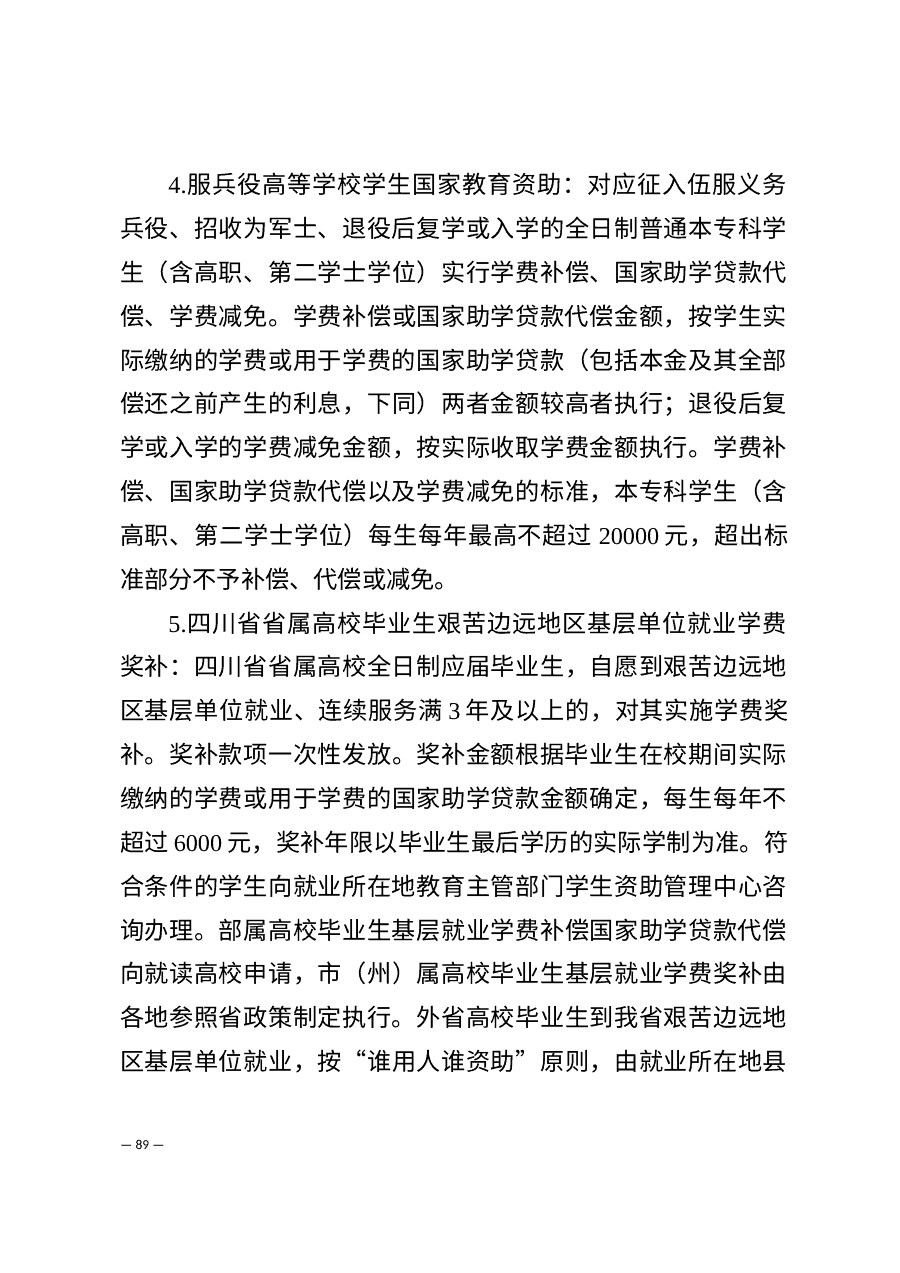 4.服兵役高等学校学生国家教育资助：对应征入伍服义务
兵役、招收为军士、退役后复学或入学的全日制普通本专科学
生（含高职、第二学士学位）实行学费补偿、国家助学贷款代
偿、学费减免。学费补偿或国家助学贷款代偿金额，按学生实
际缴纳的学费或用于学费的国家助学贷款（包括本金及其全部
偿还之前产生的利息，下同）两者金额较高者执行；退役后复
学或入学的学费减免金额，按实际收取学费金额执行。学费补
偿、国家助学贷款代偿以及学费减免的标准，本专科学生（含
高职、第二学士学位）每生每年最高不超过 20000 元，超出标
准部分不予补偿、代偿或减免。
5.四川省省属高校毕业生艰苦边远地区基层单位就业学费
奖补：四川省省属高校全日制应届毕业生，自愿到艰苦边远地
区基层单位就业、连续服务满 3 年及以上的，对其实施学费奖
补。奖补款项一次性发放。奖补金额根据毕业生在校期间实际
缴纳的学费或用于学费的国家助学贷款金额确定，每生每年不
超过 6000 元，奖补年限以毕业生最后学历的实际学制为准。符
合条件的学生向就业所在地教育主管部门学生资助管理中心咨
询办理。部属高校毕业生基层就业学费补偿国家助学贷款代偿
向就读高校申请，市（州）属高校毕业生基层就业学费奖补由
各地参照省政策制定执行。外省高校毕业生到我省艰苦边远地
区基层单位就业，按“谁用人谁资助”原则，由就业所在地县
— 89 —